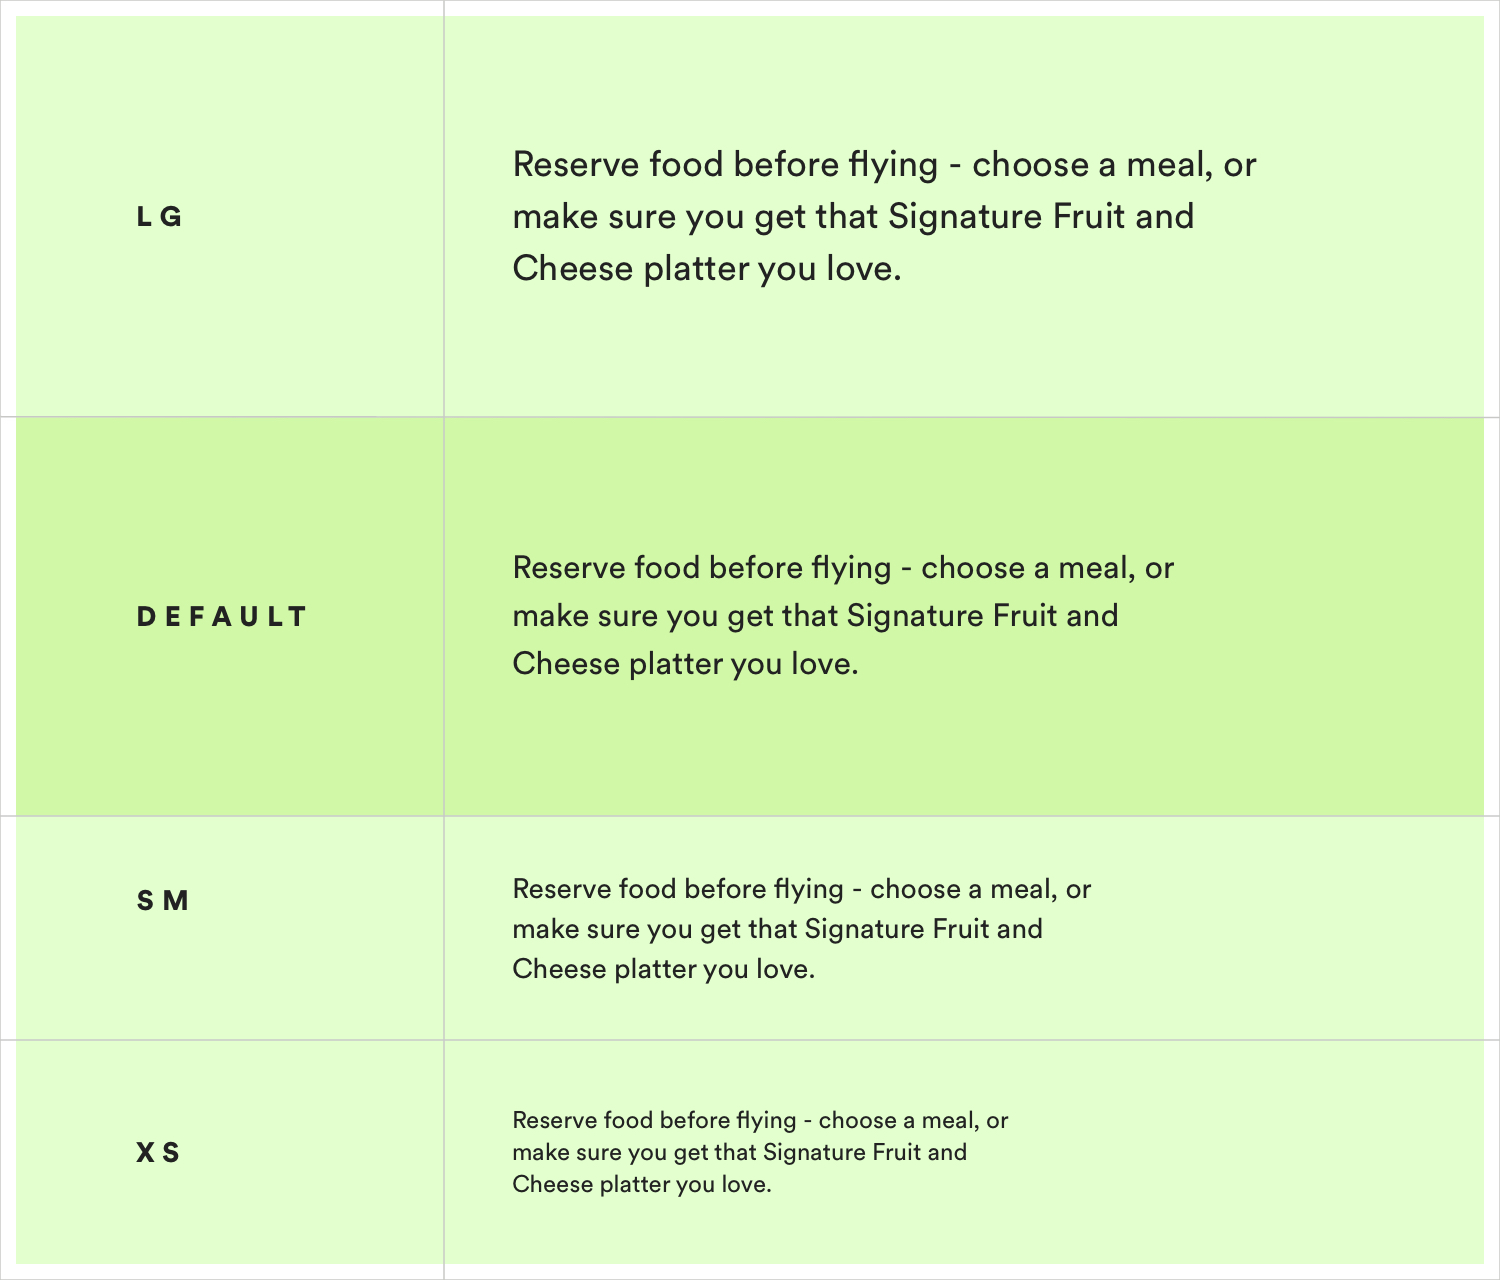 LG
Reserve food before flying - choose a meal, or
make sure you get that Signature Fruit and
Cheese platter you love.
DEFAULT
Reserve food before flying - choose a meal, or
make sure you get that Signature Fruit and
Cheese platter you love.
SM
Reserve food before flying - choose a meal, or
make sure you get that Signature Fruit and
Cheese platter you love.
XS
Reserve food before flying - choose a meal, or
make sure you get that Signature Fruit and
Cheese platter you love.